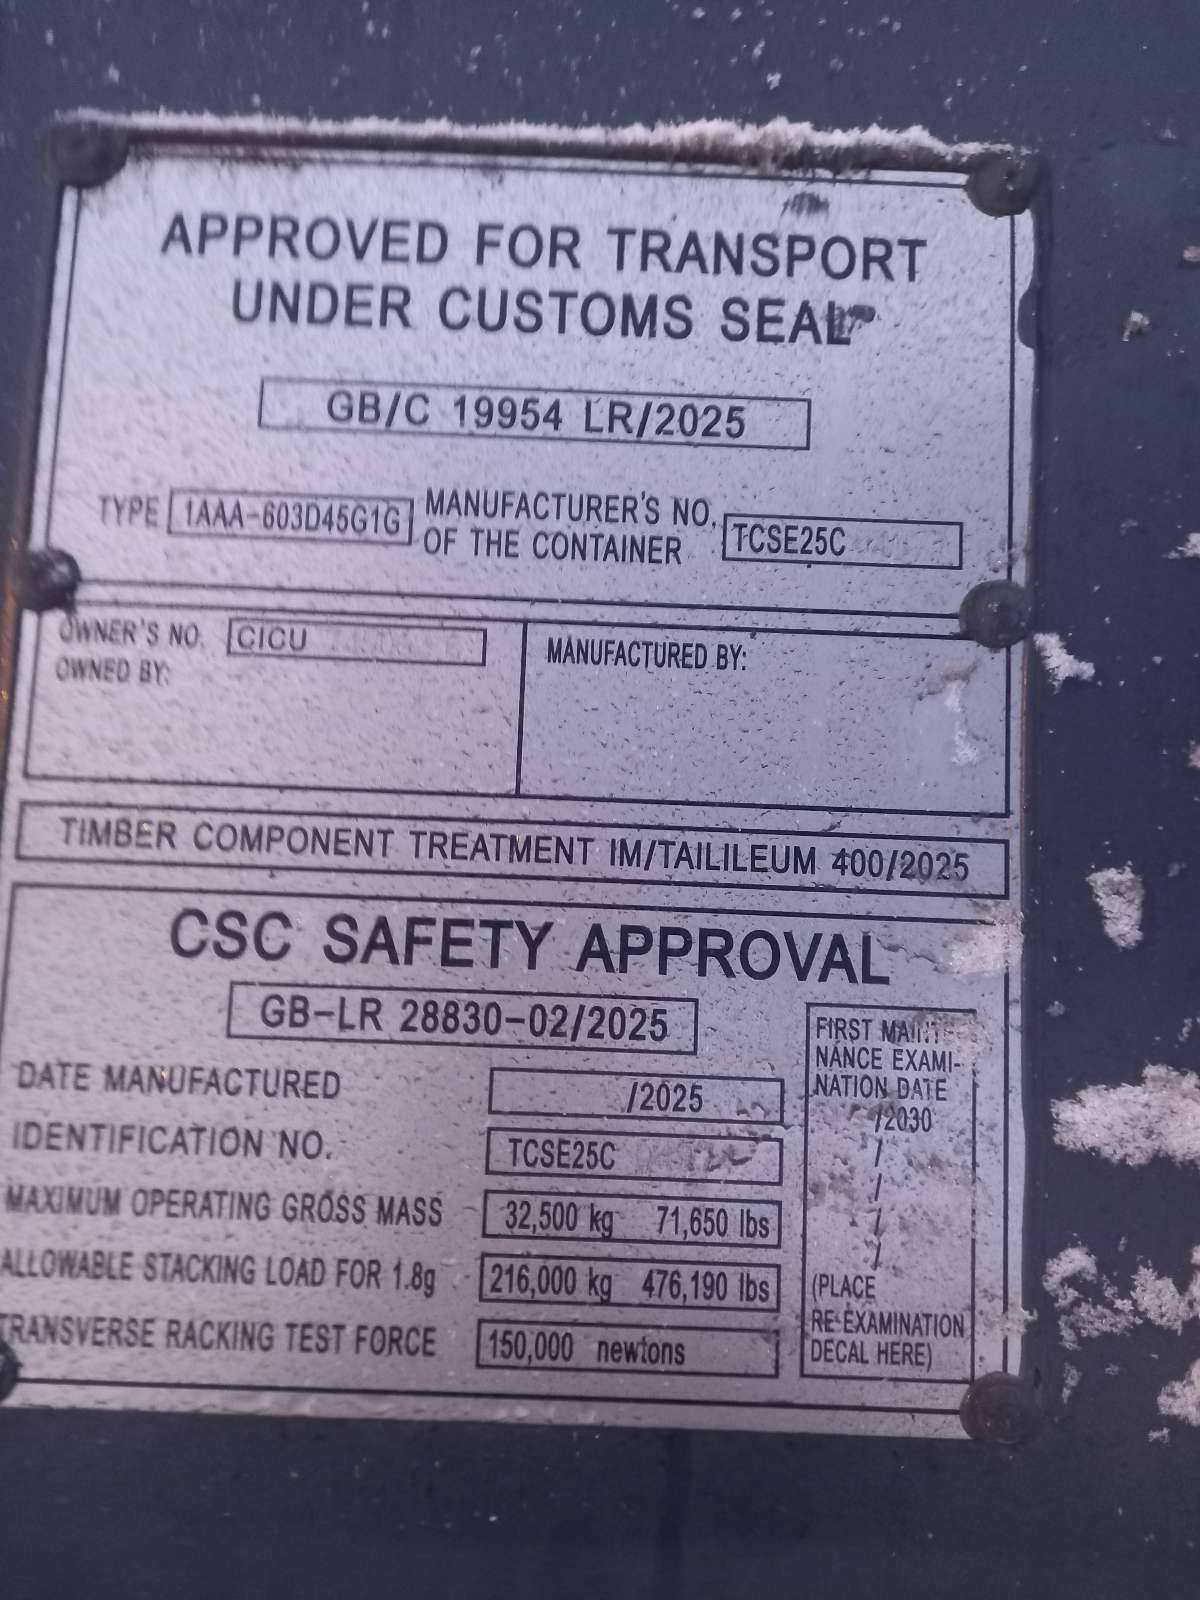 APPROVED FOR TRANSPORT
UNDER CUSTOMS SEAL
GB/C 19954 LR/2025
TYPE 1AAA-603D45G1G
MANUFACTURER'S NO.
OF THE CONTAINER
TCSE25C
OWNER'S NO. CICU
OWNED BY:
MANUFACTURED BY:
TIMBER COMPONENT TREATMENT IM/TAILILEUM 400/2025
CSC SAFETY APPROVAL
GB-LR 28830-02/2025
DATE MANUFACTURED /2025
IDENTIFICATION NO. TCSE25C
MAXIMUM OPERATING GROSS MASS 32,500 kg 71,650 lbs
ALLOWABLE STACKING LOAD FOR 1.8g 216,000 kg 476,190 lbs
TRANSVERSE RACKING TEST FORCE 150,000 newtons
FIRST MAINTE-
NANCE EXAMI-
NATION DATE
/2030
/
/
/
/
(PLACE
RE-EXAMINATION
DECAL HERE)